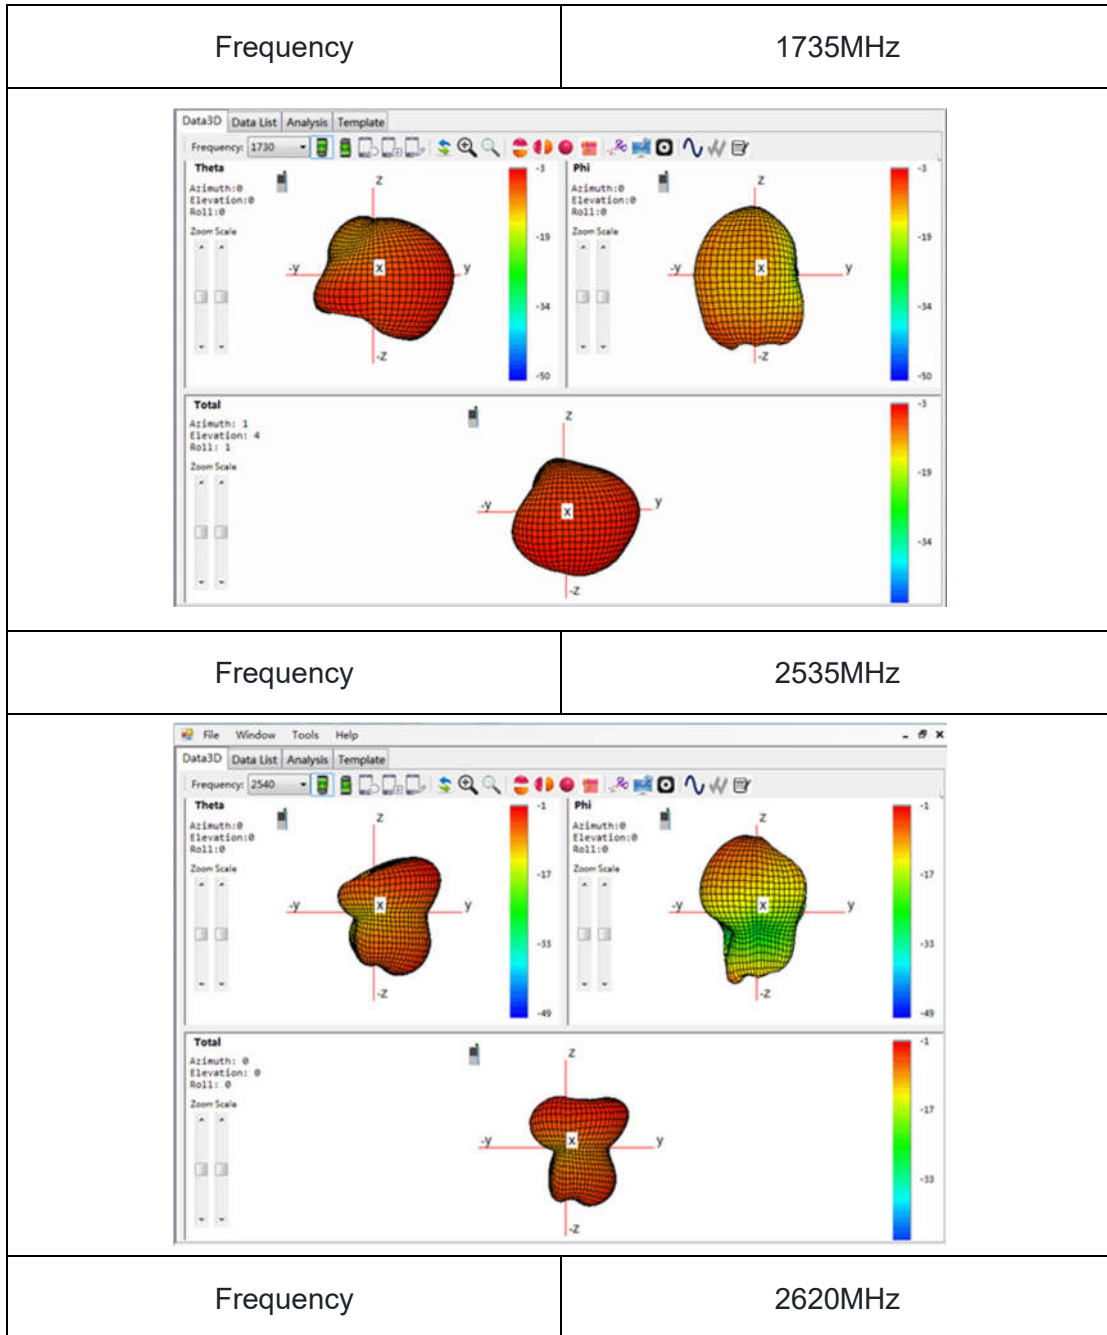 Frequency 1735MHz
Data3D Data List Analysis Template
Frequency: 1730
Theta
Azimuth:0
Elevation:0
Roll:0
Zoom Scale
z
-y
x
y
-z
-3
-19
-34
-50
Phi
Azimuth:0
Elevation:0
Roll:0
Zoom Scale
z
-y
x
y
-z
-3
-19
-34
-50
Total
Azimuth: 1
Elevation: 4
Roll: 1
Zoom Scale
z
-y
x
y
-z
-3
-19
-34
Frequency 2535MHz
File Window Tools Help
Data3D Data List Analysis Template
Frequency: 2540
Theta
Azimuth:0
Elevation:0
Roll:0
Zoom Scale
z
-y
x
y
-z
-1
-17
-33
-49
Phi
Azimuth:0
Elevation:0
Roll:0
Zoom Scale
z
-y
x
y
-z
-1
-17
-33
-49
Total
Azimuth: 0
Elevation: 0
Roll: 0
Zoom Scale
z
-y
x
y
-z
-1
-17
-33
Frequency 2620MHz